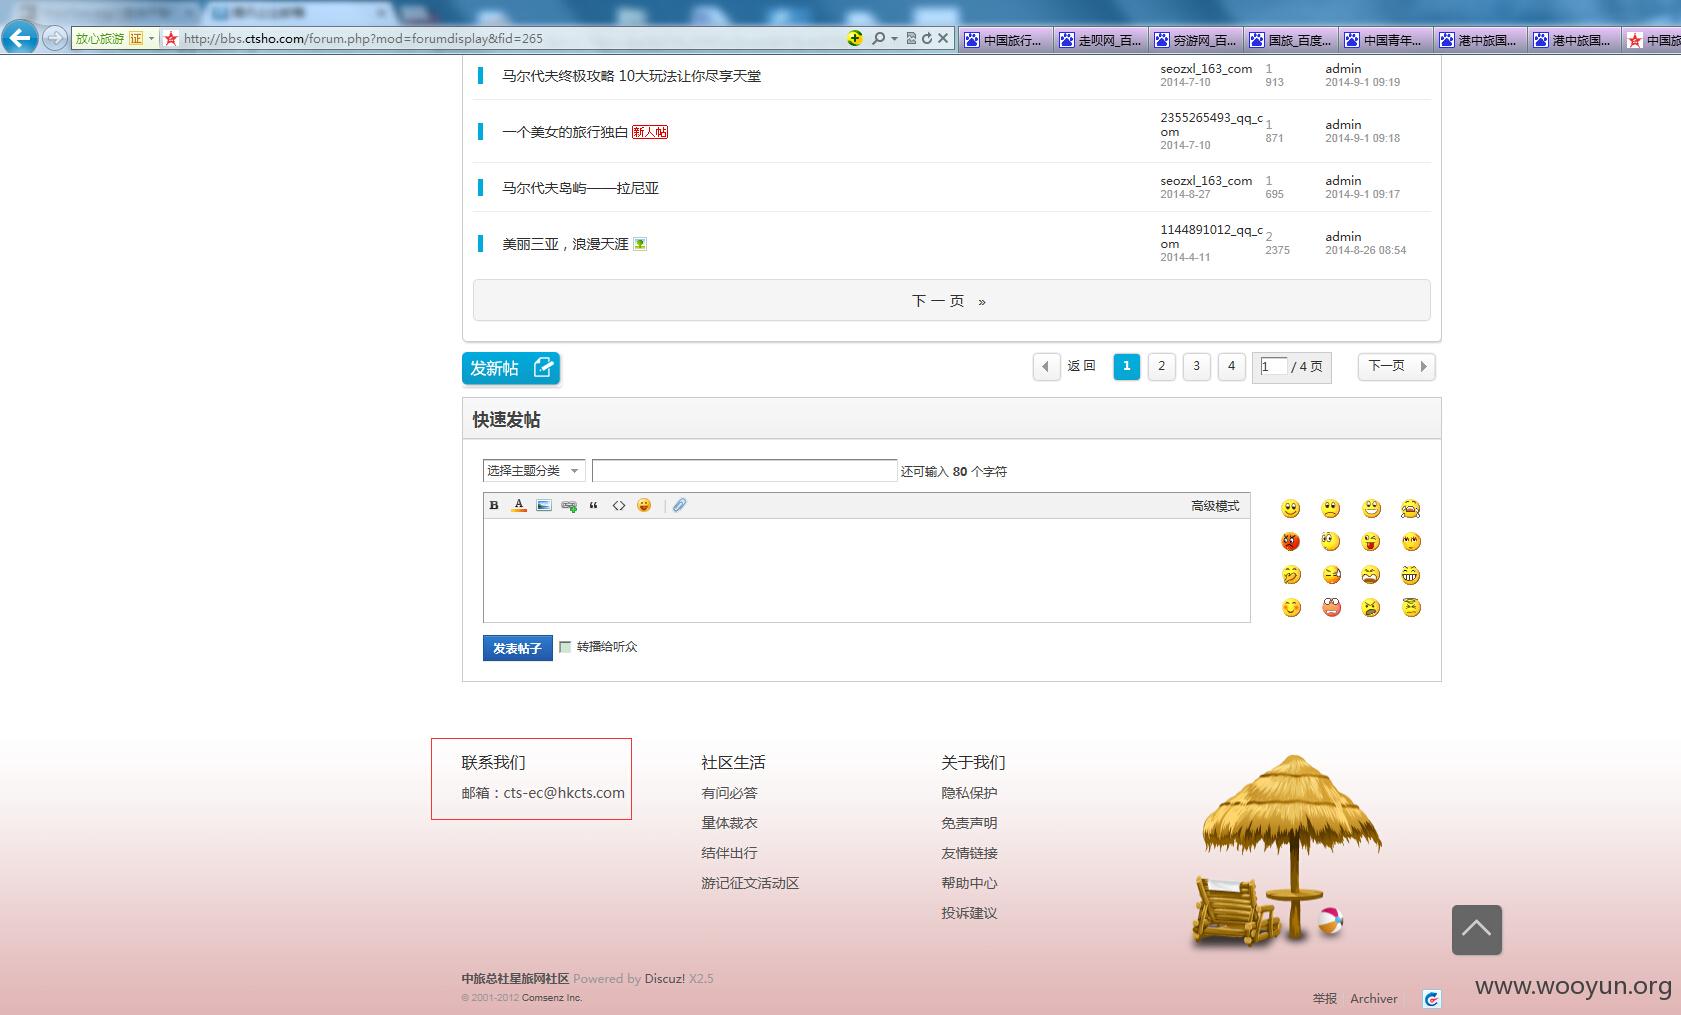 放心旅游 证 http://bbs.ctsho.com/forum.php?mod=forumdisplay&fid=265 中国旅行... 走呗网_百... 穷游网_百... 国旅_百度... 中国青年... 港中旅国... 港中旅国... 中国旅
马尔代夫终极攻略 10大玩法让你尽享天堂 seozxl_163_com 1 admin
2014-7-10 913 2014-9-1 09:19
一个美女的旅行独白 新人帖 2355265493_qq_com 1 admin
2014-7-10 871 2014-9-1 09:18
马尔代夫岛屿——拉尼亚 seozxl_163_com 1 admin
2014-8-27 695 2014-9-1 09:17
美丽三亚，浪漫天涯 1144891012_qq_com 2 admin
2014-4-11 2375 2014-8-26 08:54
下一页 »
发新帖 返回 1 2 3 4 1 / 4 页 下一页
快速发帖
选择主题分类 还可输入 80 个字符
B A “ <> 高级模式
发表帖子 转播给听众
联系我们 社区生活 关于我们
邮箱：cts-ec@hkcts.com 有问必答 隐私保护
量体裁衣 免责声明
结伴出行 友情链接
游记征文活动区 帮助中心
投诉建议
中旅总社星旅网社区 Powered by Discuz! X2.5
© 2001-2012 Comsenz Inc. 举报 Archiver
www.wooyun.org